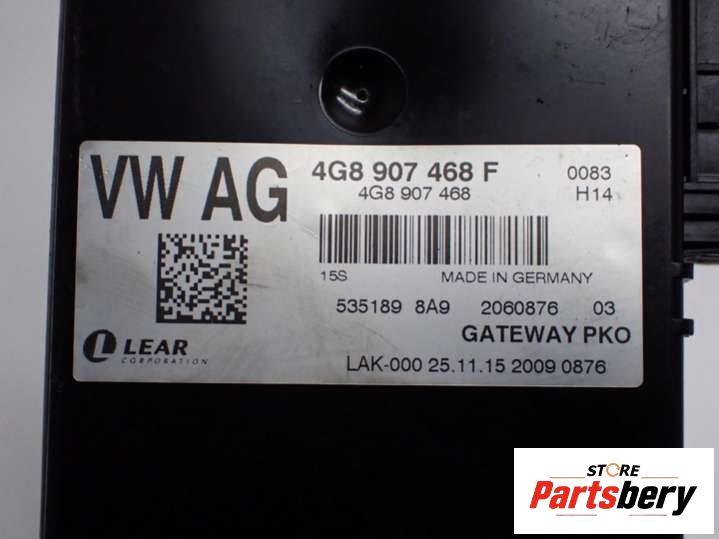 VW AG
4G8 907 468 F
0083
4G8 907 468
H14
15S
MADE IN GERMANY
535189 8A9 2060876 03
GATEWAY PKO
LEAR
CORPORATION
LAK-000 25.11.15 2009 0876
STORE
Partsbery